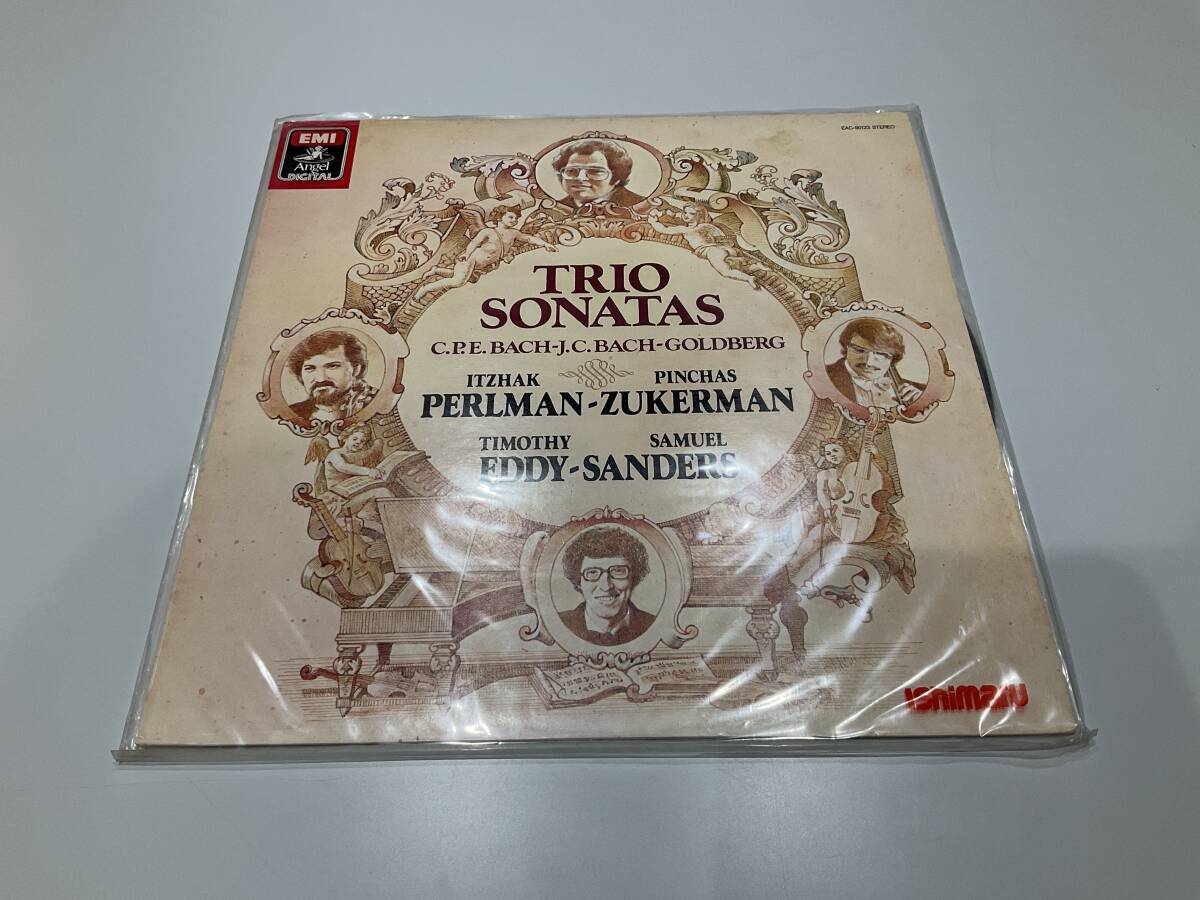 EMI
Angel
DIGITAL
EAC-90123 STEREO
TRIO
SONATAS
C.P.E. BACH-J.C. BACH-GOLDBERG
ITZHAK PINCHAS
PERLMAN-ZUKERMAN
TIMOTHY SAMUEL
EDDY-SANDERS
Ishimaru